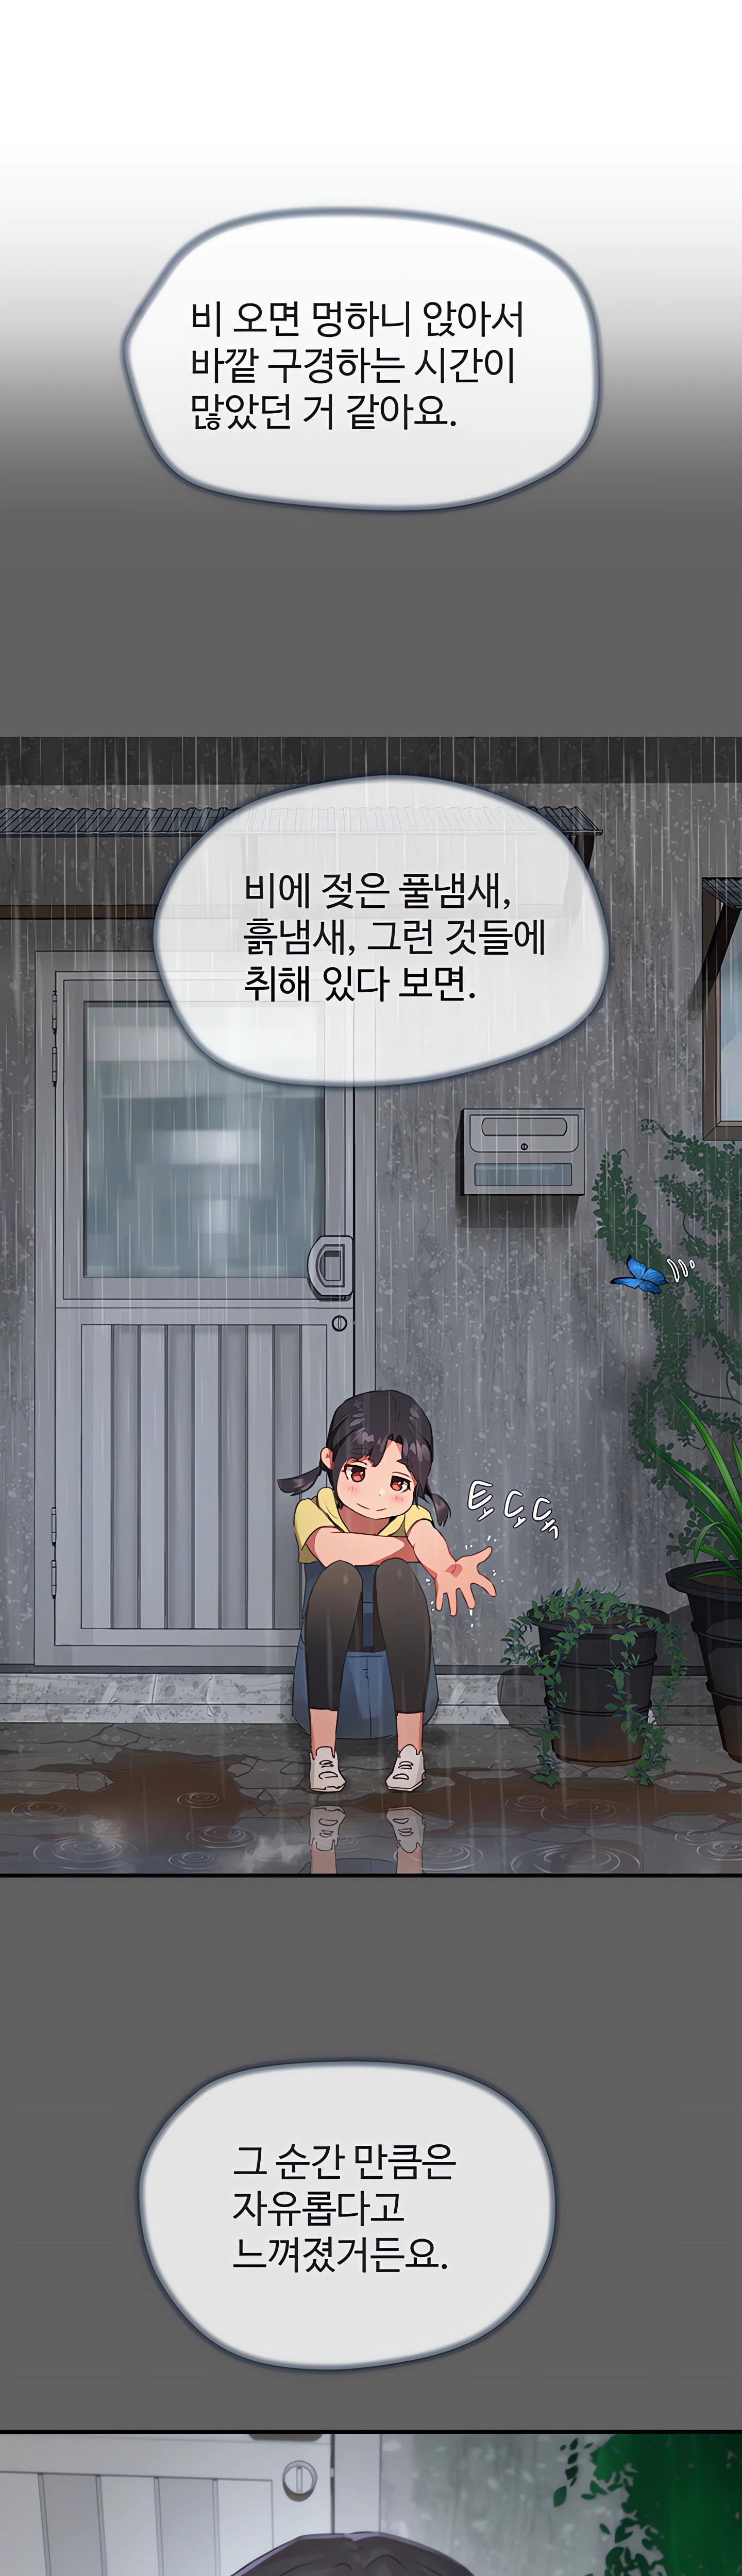 비 오면 멍하니 앉아서
바깥 구경하는 시간이
많았던 거 같아요.
비에 젖은 풀냄새,
흙냄새, 그런 것들에
취해 있다 보면.
토도독
그 순간 만큼은
자유롭다고
느껴졌거든요.